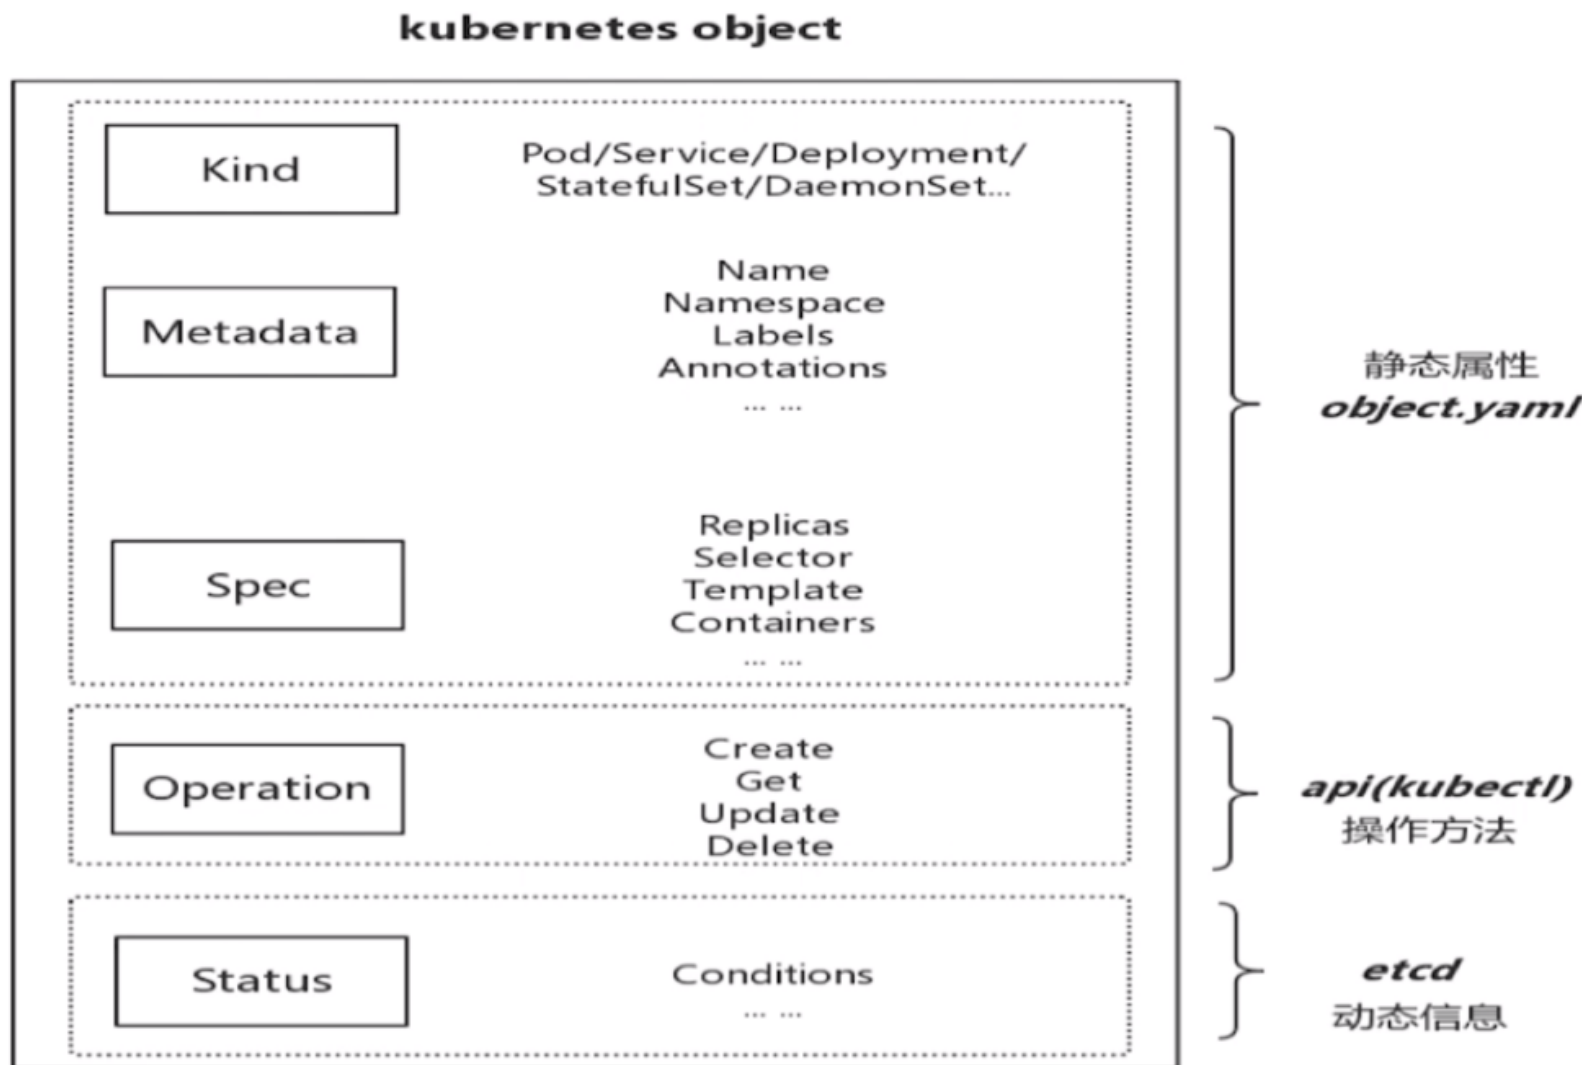 kubernetes object
Kind
Pod/Service/Deployment/
StatefulSet/DaemonSet...
Metadata
Name
Namespace
Labels
Annotations
... ...
静态属性
object.yaml
Spec
Replicas
Selector
Template
Containers
... ...
Operation
Create
Get
Update
Delete
api(kubectl)
操作方法
Status
Conditions
... ...
etcd
动态信息